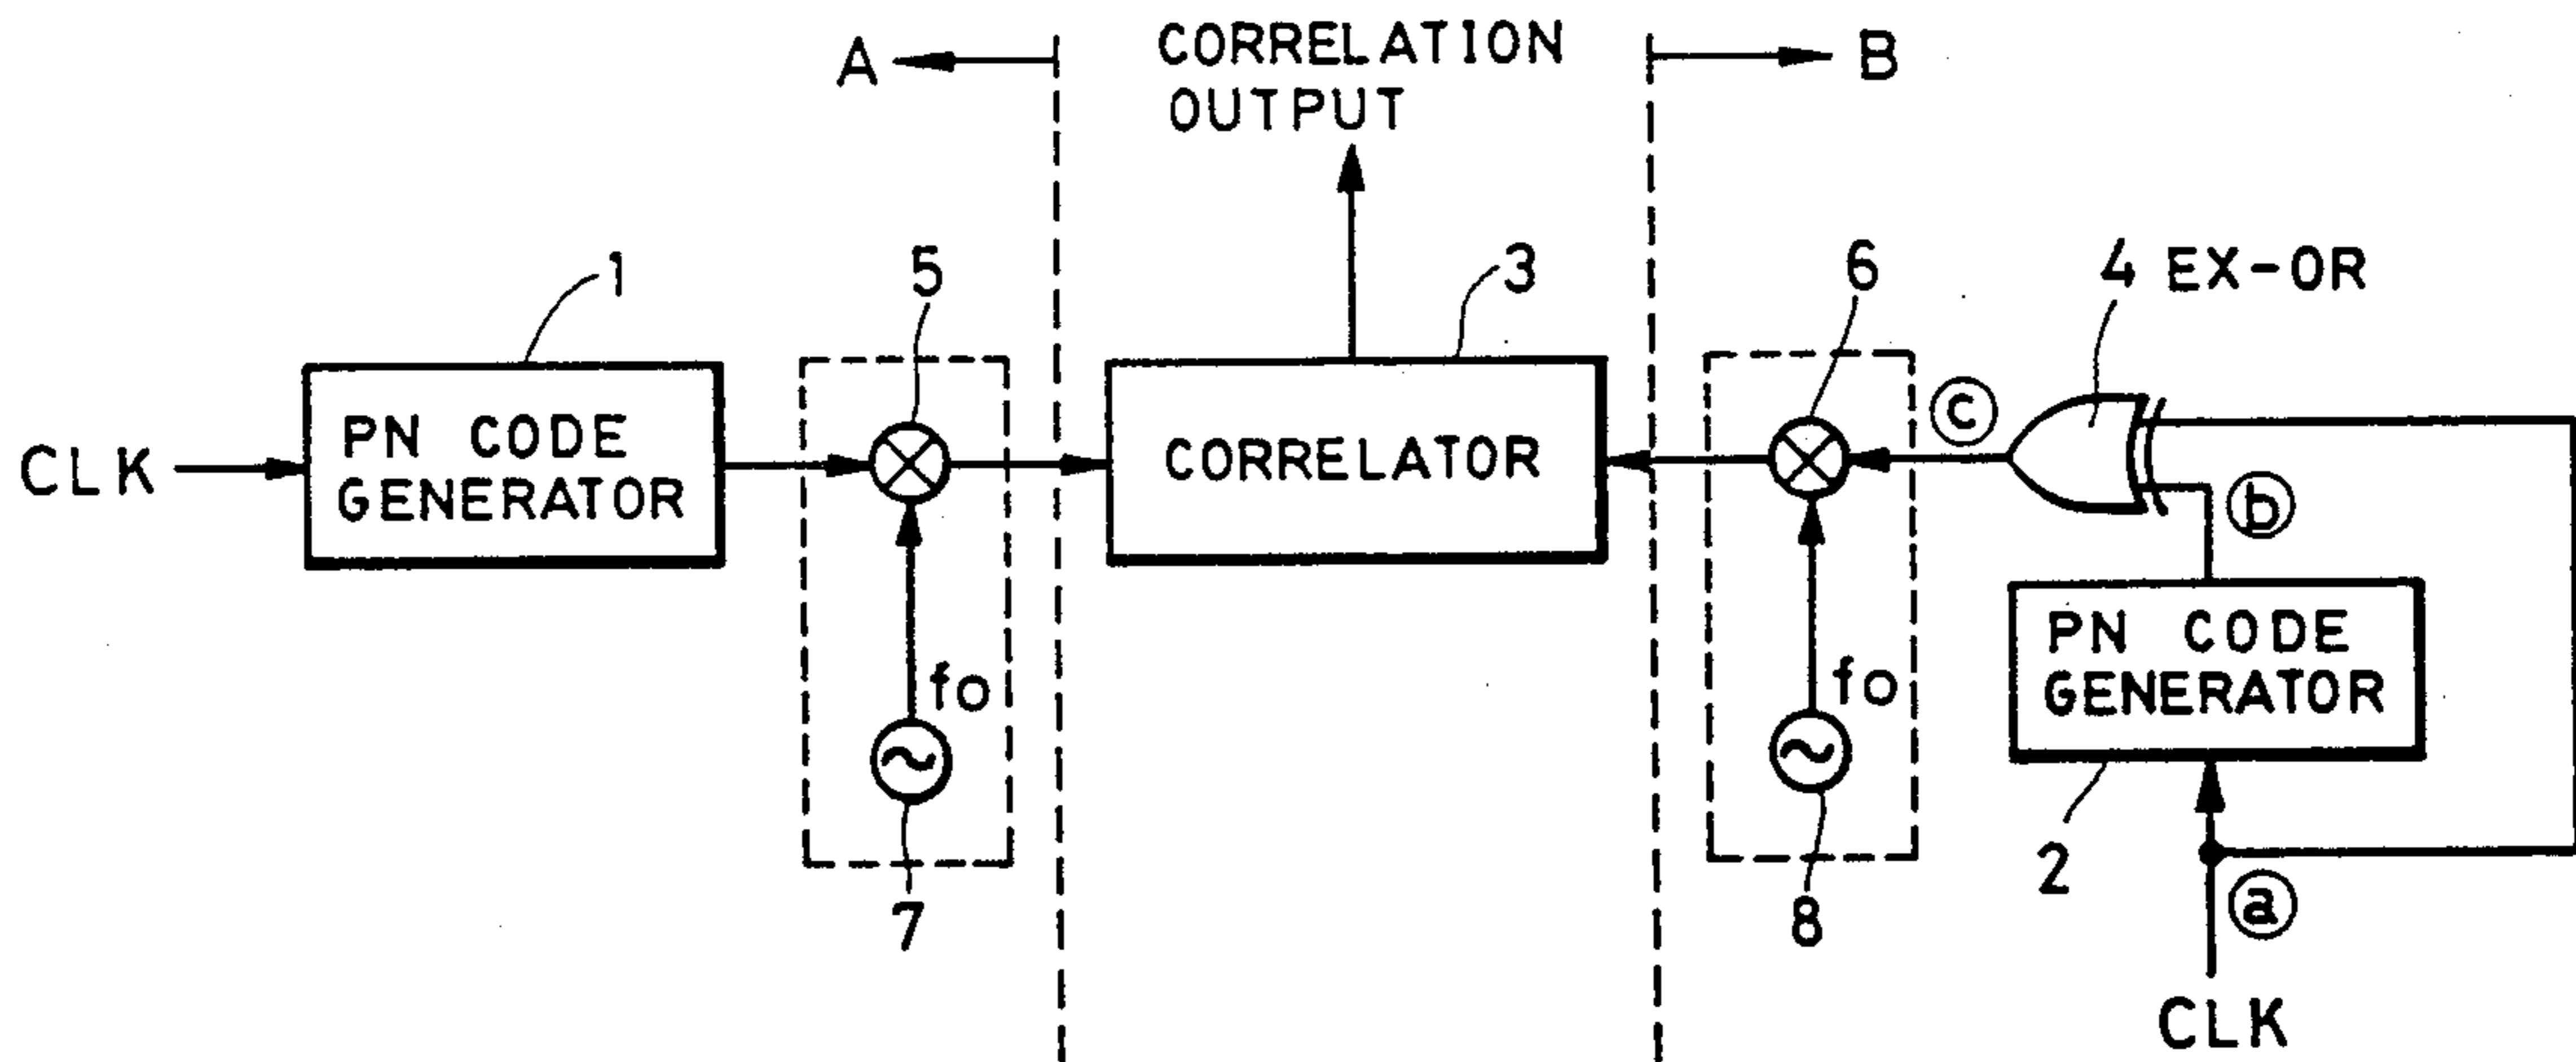 A
CORRELATION
OUTPUT
B
1
5
3
6
4 EX-OR
CLK
PN CODE
GENERATOR
CORRELATOR
ⓒ
ⓑ
fo
fo
PN CODE
GENERATOR
7
8
2
ⓐ
CLK